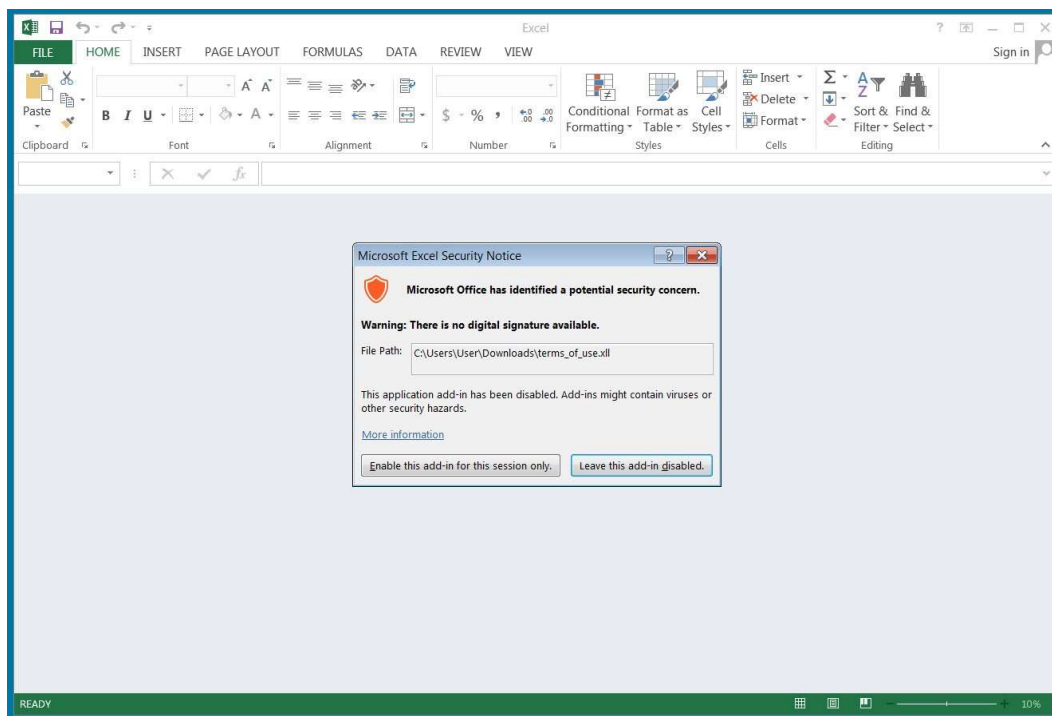 Excel
FILE HOME INSERT PAGE LAYOUT FORMULAS DATA REVIEW VIEW Sign in
Paste
B I U A A A
$ % ,
Conditional Formatting
Format as Table
Cell Styles
Insert
Delete
Format
Σ
Sort & Filter
Find & Select
Clipboard Font Alignment Number Styles Cells Editing
fx
Microsoft Excel Security Notice
Microsoft Office has identified a potential security concern.
Warning: There is no digital signature available.
File Path: C:\Users\User\Downloads\terms_of_use.xll
This application add-in has been disabled. Add-ins might contain viruses or
other security hazards.
More information
Enable this add-in for this session only. Leave this add-in disabled.
READY 10%